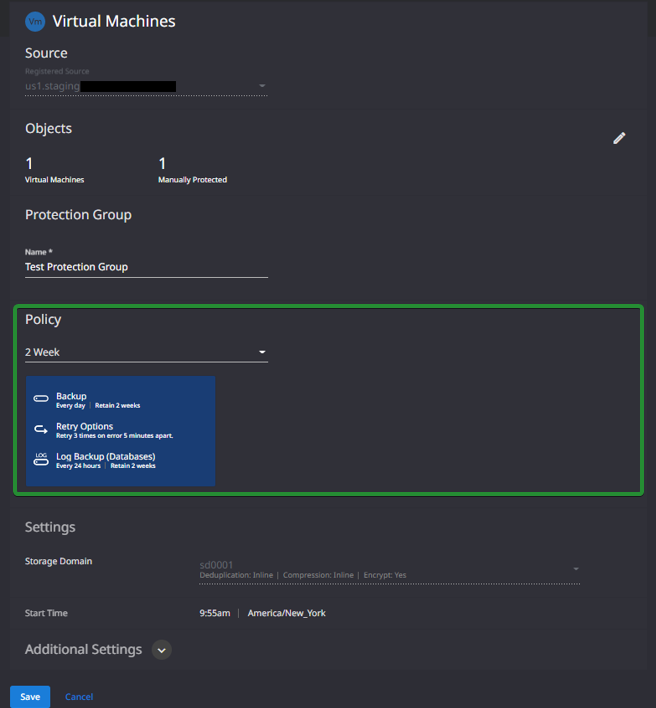 Vm Virtual Machines
Source
Registered Source
us1.staging
Objects
1 1
Virtual Machines Manually Protected
Protection Group
Name *
Test Protection Group
Policy
2 Week
Backup
Every day | Retain 2 weeks
Retry Options
Retry 3 times on error 5 minutes apart.
LOG Log Backup (Databases)
Every 24 hours | Retain 2 weeks
Settings
Storage Domain sd0001
Deduplication: Inline | Compression: Inline | Encrypt: Yes
Start Time 9:55am | America/New_York
Additional Settings
Save Cancel